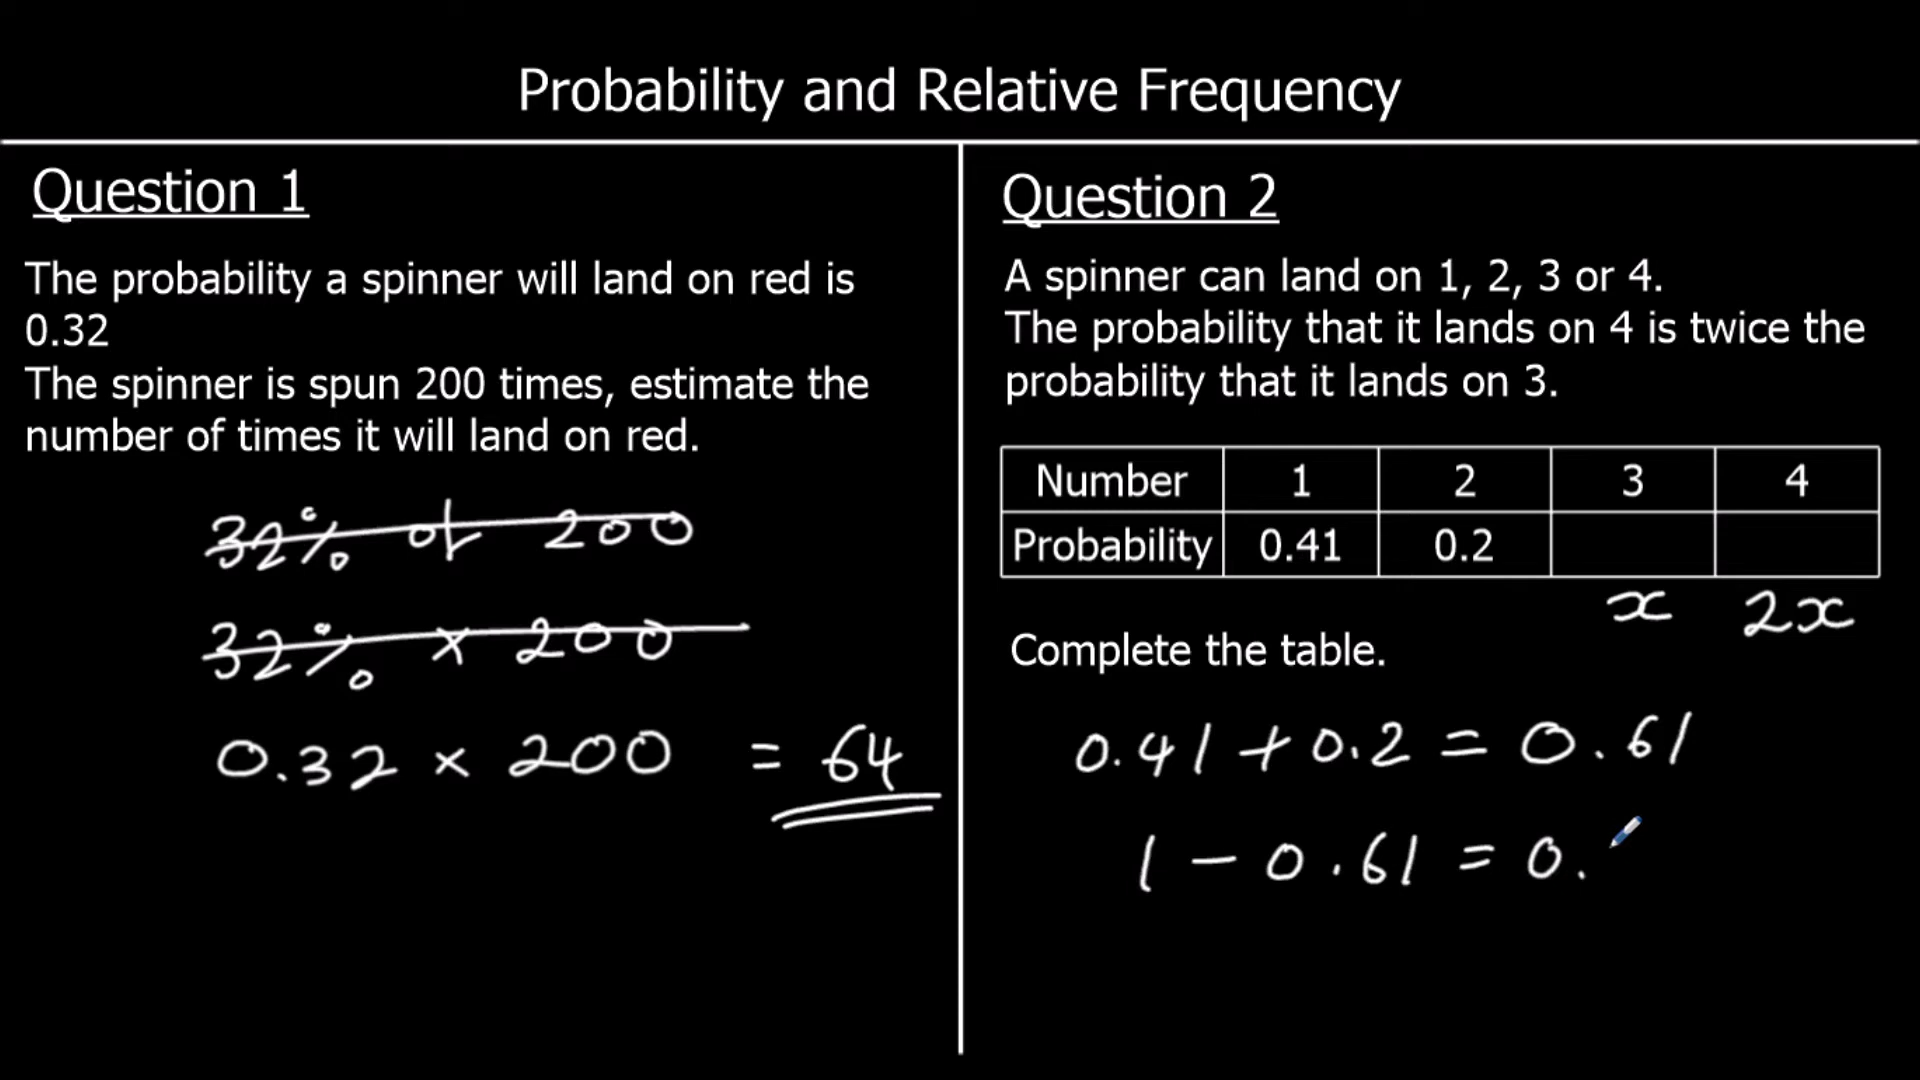 Probability and Relative Frequency
Question 1
The probability a spinner will land on red is
0.32
The spinner is spun 200 times, estimate the
number of times it will land on red.
32% of 200
32% × 200
0.32 × 200 = 64
Question 2
A spinner can land on 1, 2, 3 or 4.
The probability that it lands on 4 is twice the
probability that it lands on 3.
Number 1 2 3 4
Probability 0.41 0.2
x 2x
Complete the table.
0.41 + 0.2 = 0.61
1 - 0.61 = 0.